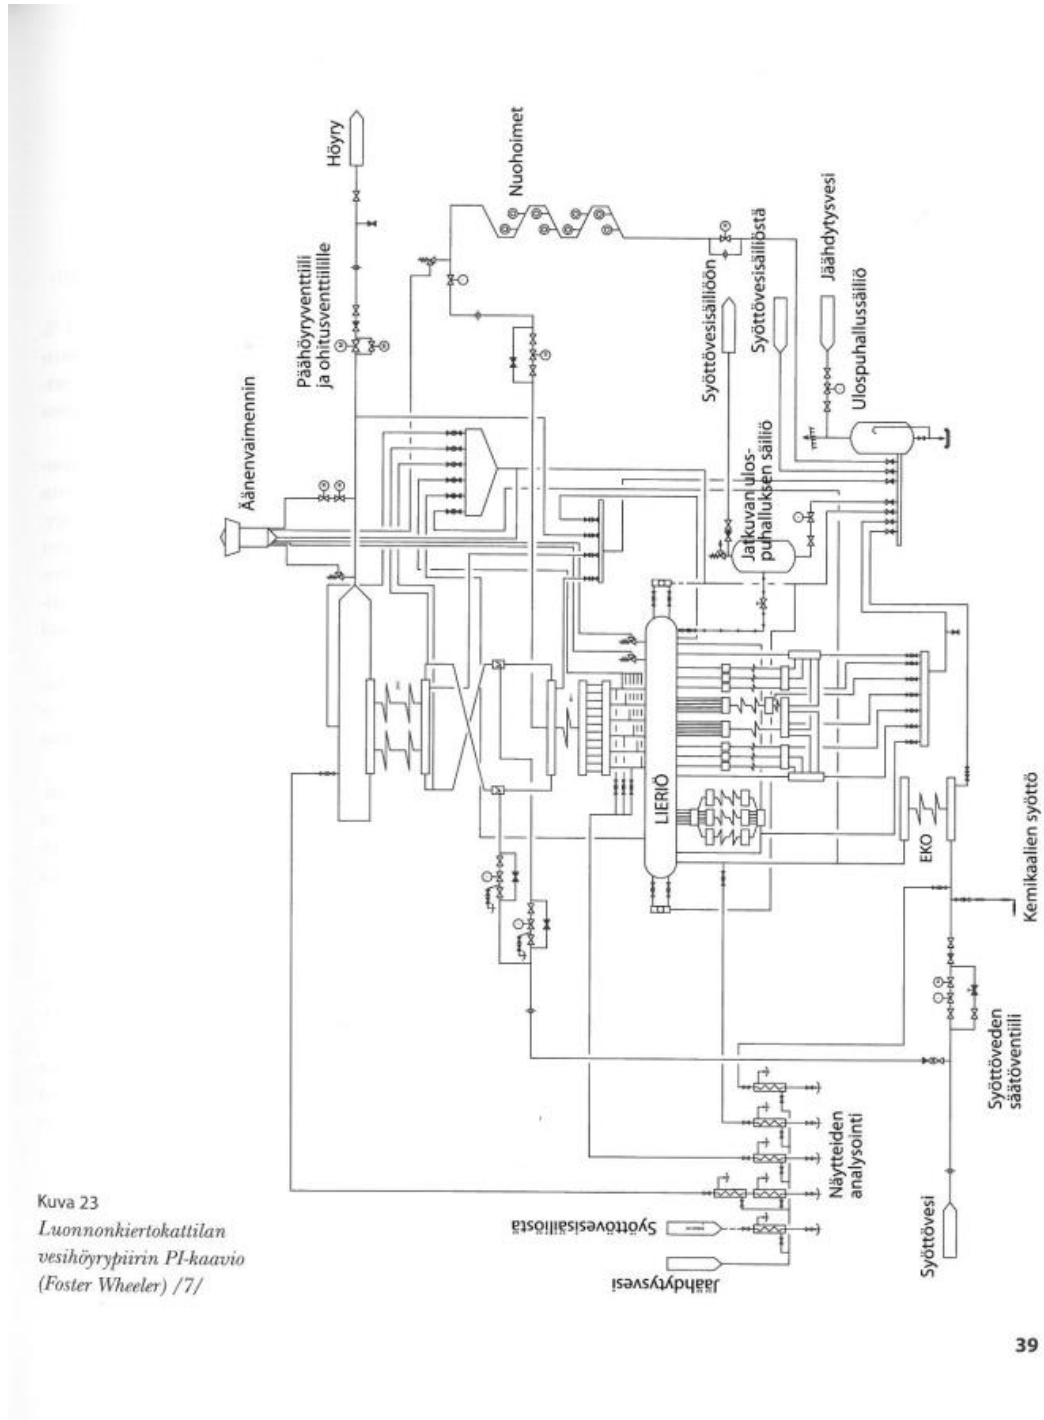 Höyry
Nuohoimet
Päähöyryventtiili
ja ohitusventtiilille
Äänenvaimennin
Syöttövesisäiliöön
Syöttövesisäiliöstä
Jäähdytysvesi
Ulospuhallussäiliö
Jatkuvan ulos-
puhalluksen säiliö
LIERIÖ
EKO
Kemikaalien syöttö
Syöttöveden
säätöventiili
Näytteiden
analysointi
Syöttövesisäiliöstä
Jäähdytysvesi
Syöttövesi
Kuva 23
Luonnonkiertokattilan
vesihöyrypiirin PI-kaavio
(Foster Wheeler) /7/
39